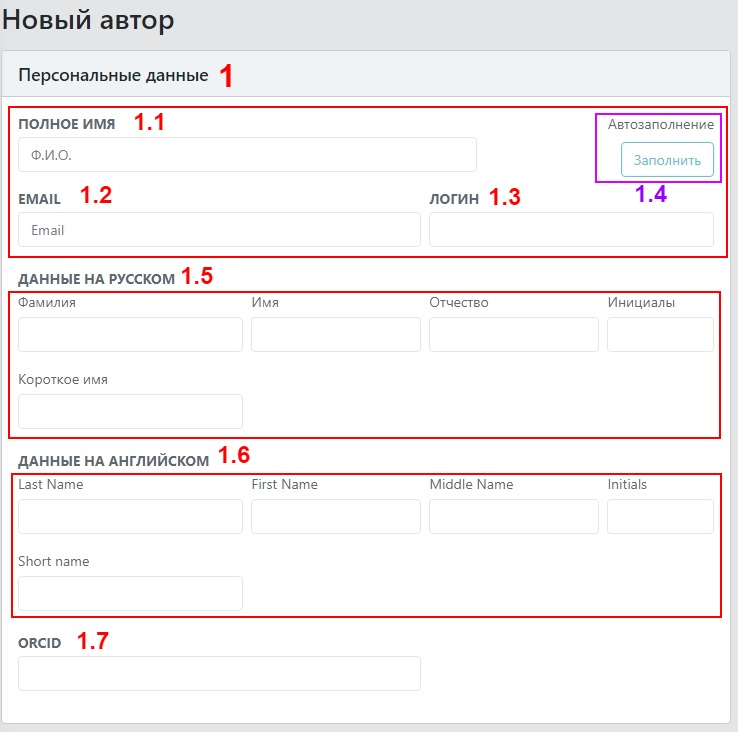 Новый автор
Персональные данные 1
ПОЛНОЕ ИМЯ 1.1 Автозаполнение
Ф.И.О. Заполнить
EMAIL 1.2 ЛОГИН 1.3 1.4
Email
ДАННЫЕ НА РУССКОМ 1.5
Фамилия Имя Отчество Инициалы
Короткое имя
ДАННЫЕ НА АНГЛИЙСКОМ 1.6
Last Name First Name Middle Name Initials
Short name
ORCID 1.7